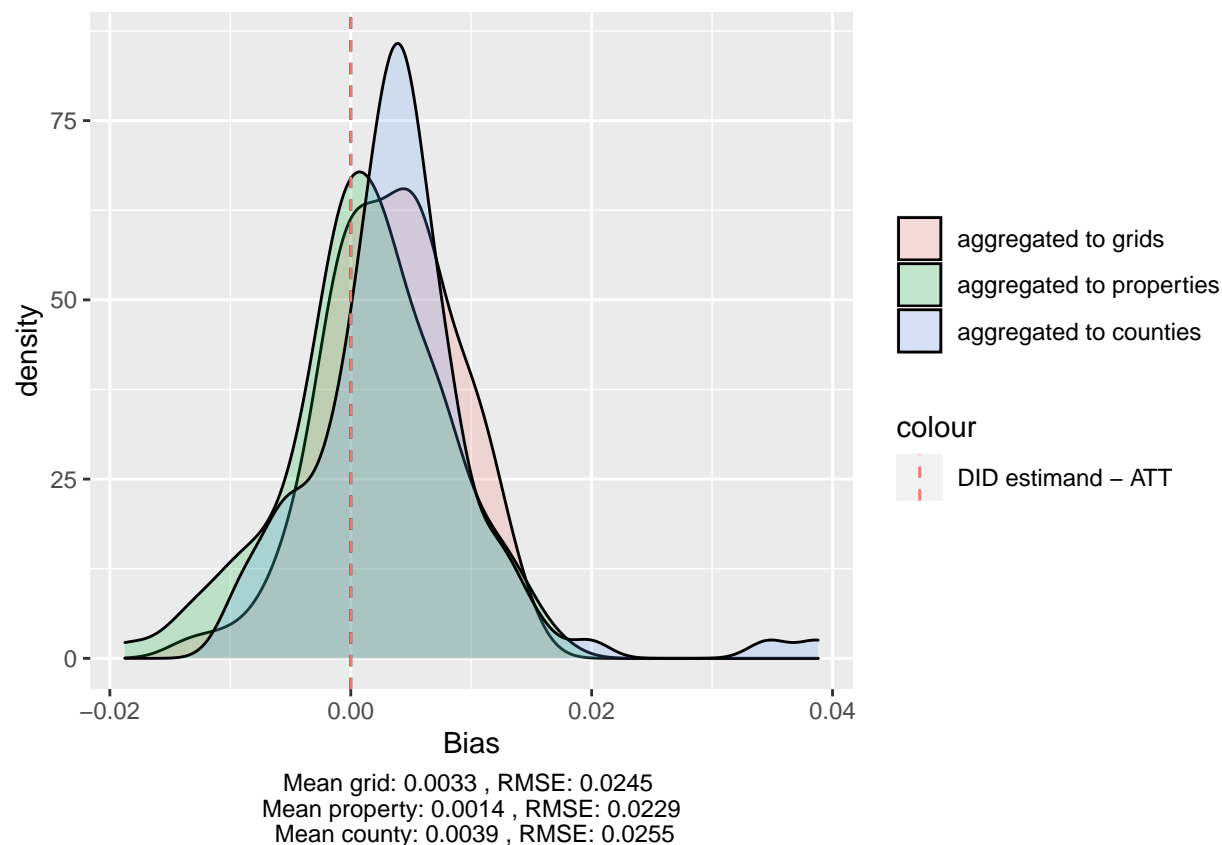 75
50
25
0
density
−0.02
0.00
0.02
0.04
Bias
Mean grid: 0.0033 , RMSE: 0.0245
Mean property: 0.0014 , RMSE: 0.0229
Mean county: 0.0039 , RMSE: 0.0255
aggregated to grids
aggregated to properties
aggregated to counties
colour
DID estimand − ATT